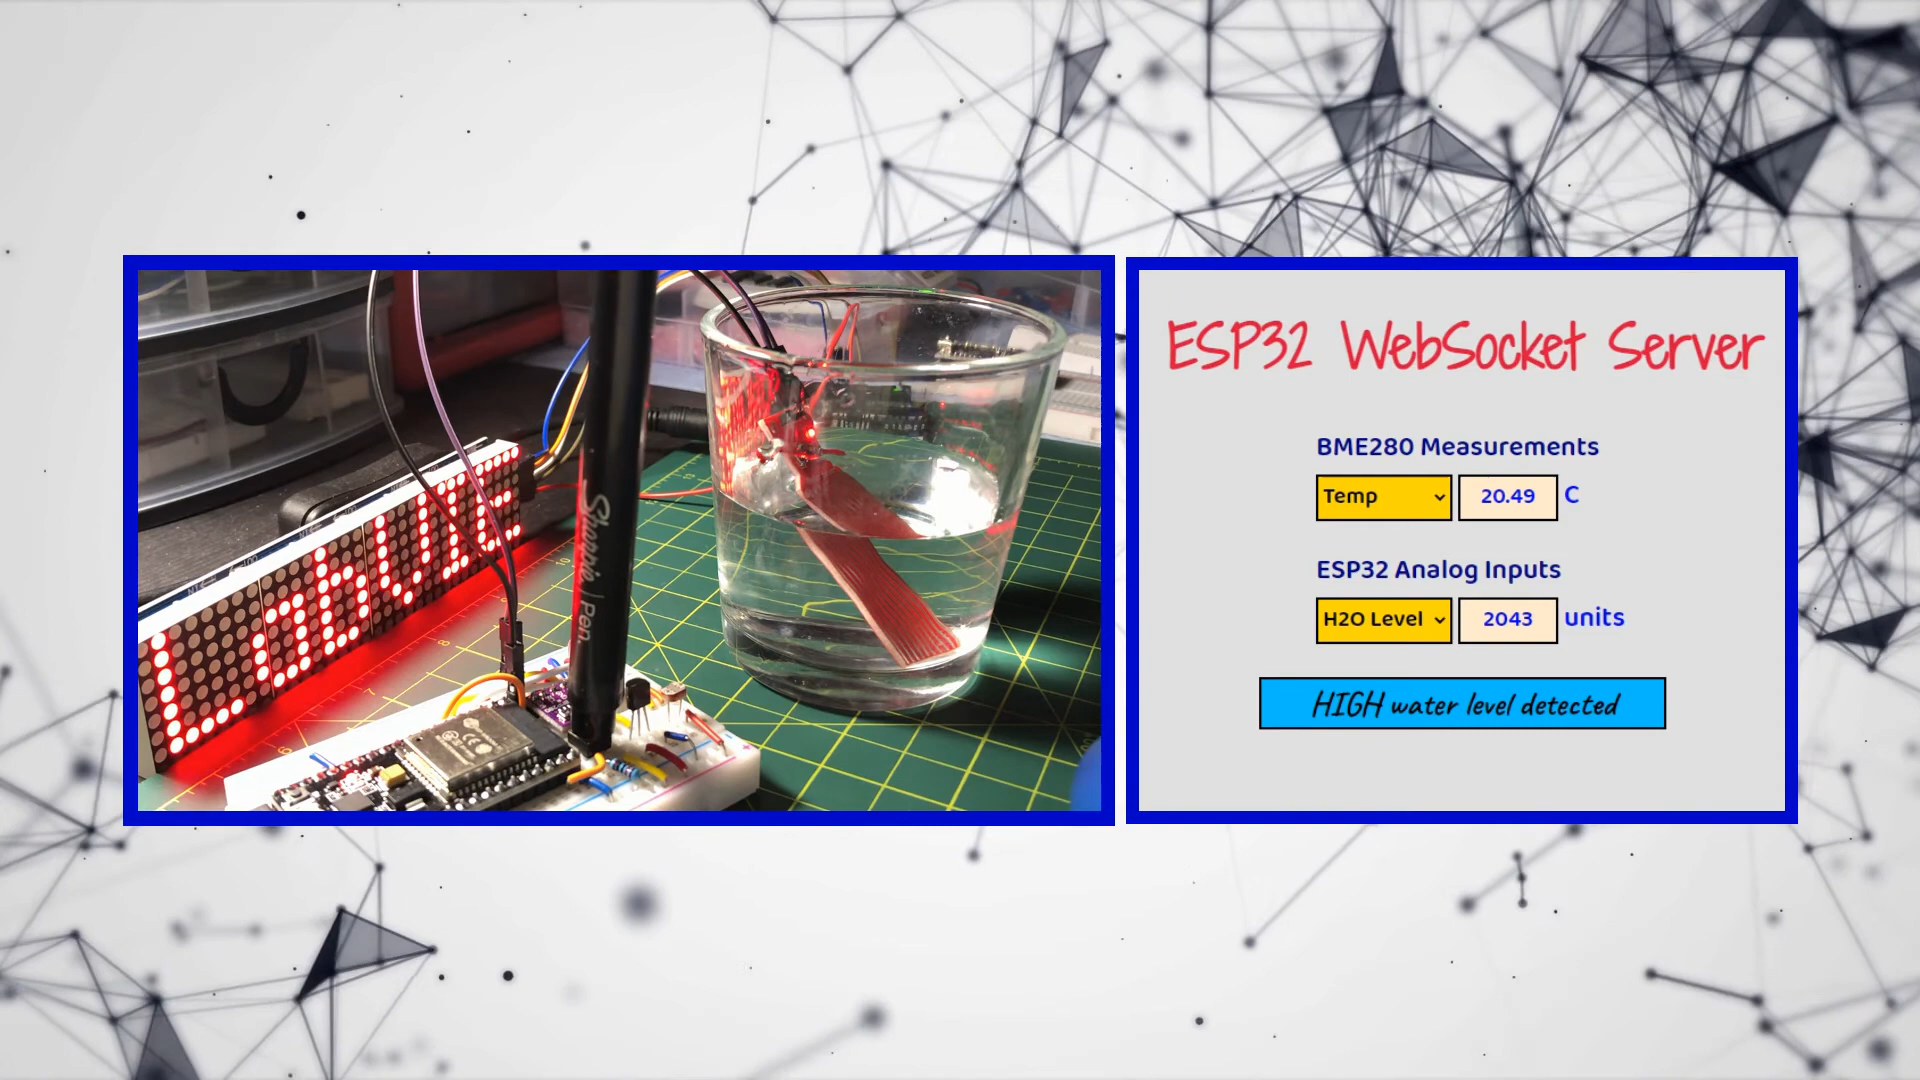 LabVIE
Sharpie | Pen.
ESP32 WebSocket Server
BME280 Measurements
Temp 20.49 C
ESP32 Analog Inputs
H2O Level 2043 units
HIGH water level detected